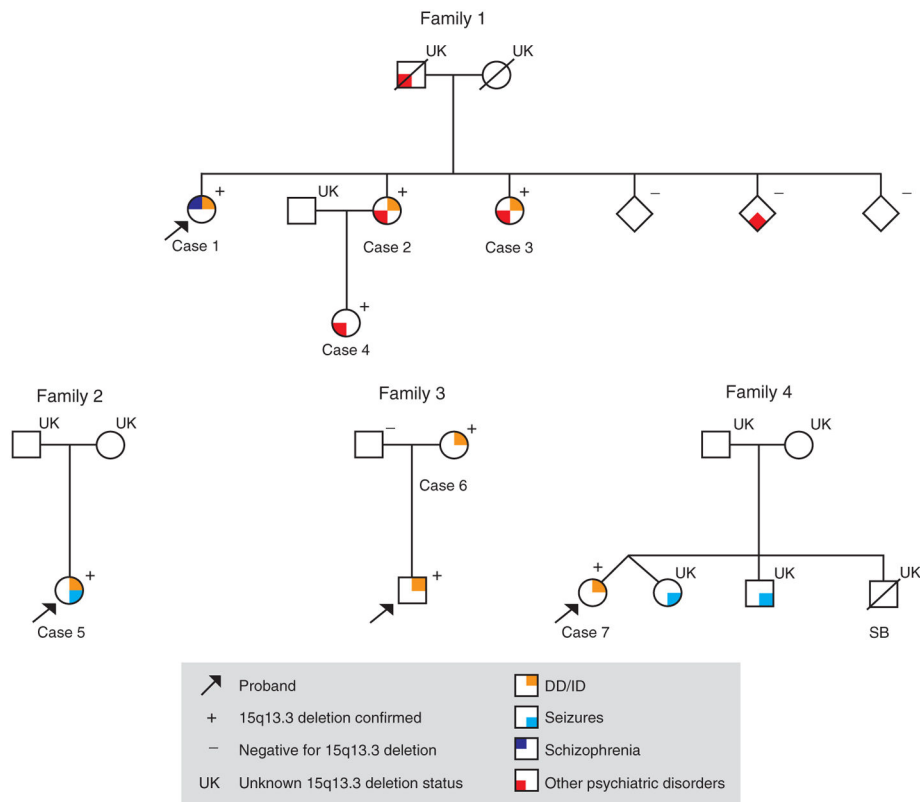 Family 1
UK UK
+ UK + + − − −
Case 1 Case 2 Case 3
+
Case 4
Family 2 Family 3 Family 4
UK UK − + UK UK
Case 6
+ + + UK UK UK
Case 5 Case 7 SB
Proband DD/ID
+ 15q13.3 deletion confirmed Seizures
− Negative for 15q13.3 deletion Schizophrenia
UK Unknown 15q13.3 deletion status Other psychiatric disorders